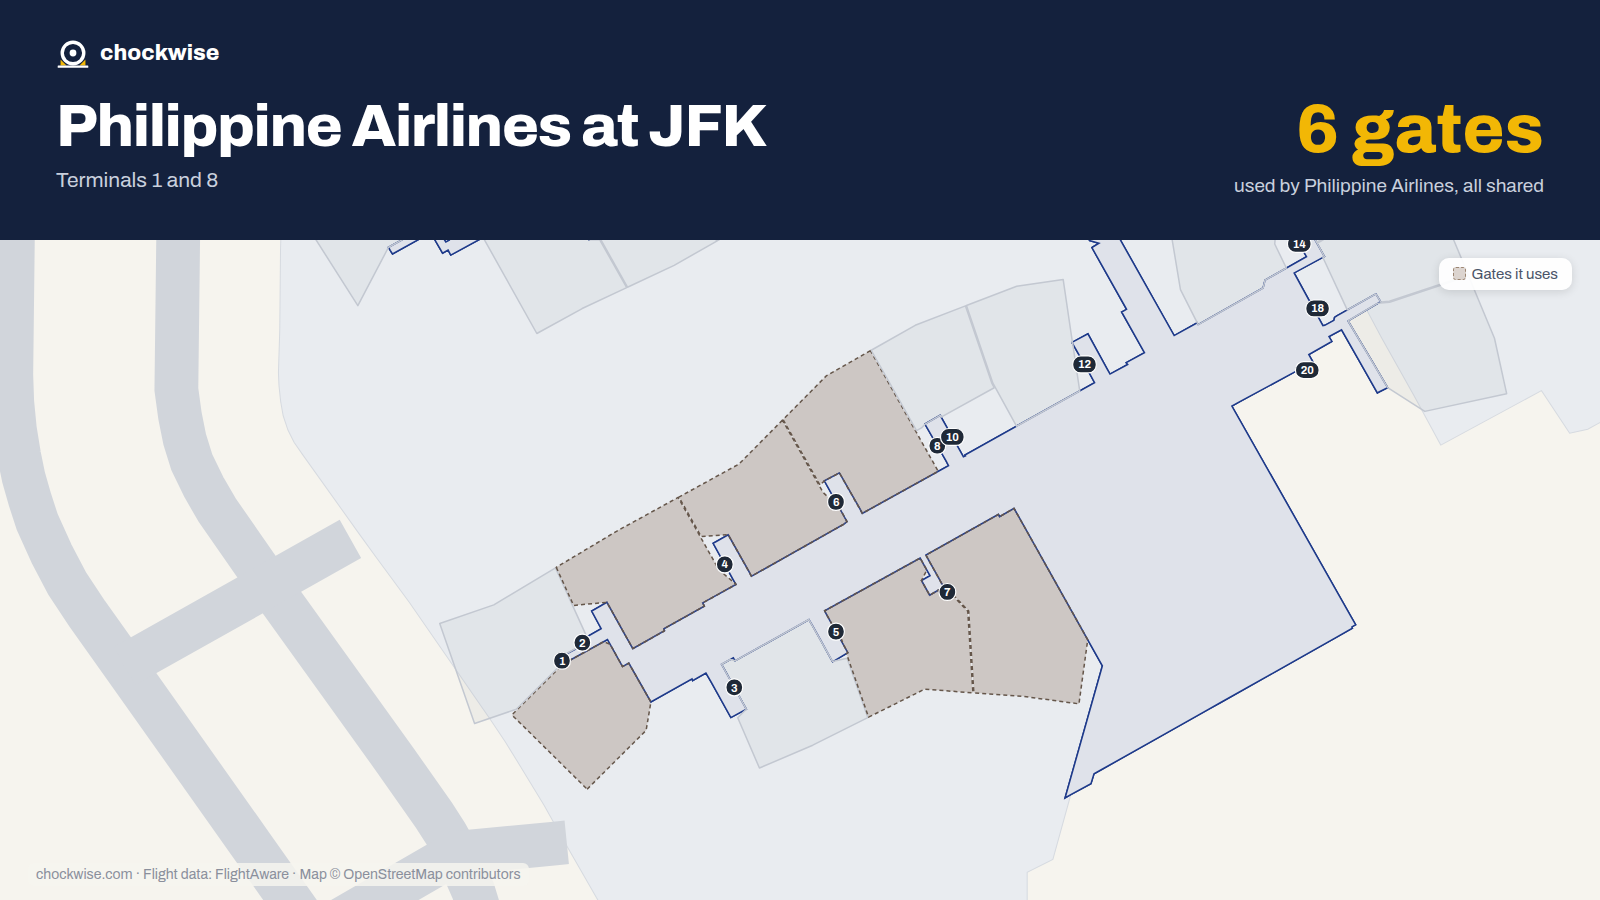 chockwise
Philippine Airlines at JFK
Terminals 1 and 8
6 gates
used by Philippine Airlines, all shared
14
Gates it uses
18
12
20
8
10
6
4
7
2
5
1
3
chockwise.com · Flight data: FlightAware · Map © OpenStreetMap contributors